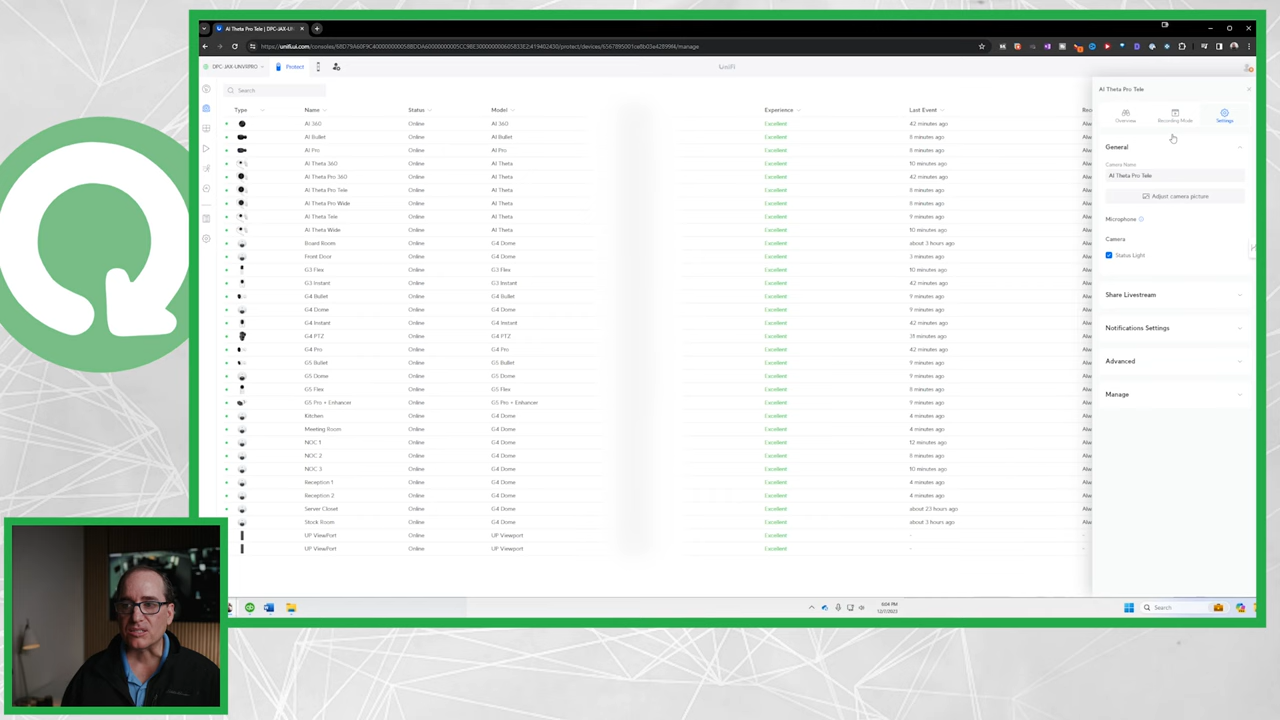 AI Theta Pro Tele | DPC-JAX-UNVRPRO
DPC-JAX-UNVRPRO Protect UniFi
Search
Type Name Status Model Experience Last Event
AI 360 Online AI 360 Excellent 42 minutes ago
AI Bullet Online AI Bullet Excellent 8 minutes ago
AI Pro Online AI Pro Excellent 8 minutes ago
AI Theta 360 Online AI Theta Excellent 10 minutes ago
AI Theta Pro 360 Online AI Theta Excellent 42 minutes ago
AI Theta Pro Tele Online AI Theta Excellent 8 minutes ago
AI Theta Pro Wide Online AI Theta Excellent 8 minutes ago
AI Theta Tele Online AI Theta Excellent 9 minutes ago
AI Theta Wide Online AI Theta Excellent 10 minutes ago
Board Room Online G4 Dome Excellent about 3 hours ago
Front Door Online G4 Dome Excellent 3 minutes ago
G3 Flex Online G3 Flex Excellent 10 minutes ago
G3 Instant Online G3 Instant Excellent 42 minutes ago
G4 Bullet Online G4 Bullet Excellent 9 minutes ago
G4 Dome Online G4 Dome Excellent 9 minutes ago
G4 Instant Online G4 Instant Excellent 42 minutes ago
G4 PTZ Online G4 PTZ Excellent 31 minutes ago
G4 Pro Online G4 Pro Excellent 42 minutes ago
G5 Bullet Online G5 Bullet Excellent 9 minutes ago
G5 Dome Online G5 Dome Excellent 9 minutes ago
G5 Flex Online G5 Flex Excellent 8 minutes ago
G5 Pro + Enhancer Online G5 Pro + Enhancer Excellent 9 minutes ago
Kitchen Online G4 Dome Excellent 4 minutes ago
Meeting Room Online G4 Dome Excellent 4 minutes ago
NOC 1 Online G4 Dome Excellent 12 minutes ago
NOC 2 Online G4 Dome Excellent 8 minutes ago
NOC 3 Online G4 Dome Excellent 10 minutes ago
Reception 1 Online G4 Dome Excellent 4 minutes ago
Reception 2 Online G4 Dome Excellent 4 minutes ago
Server Closet Online G4 Dome Excellent about 23 hours ago
Stock Room Online G4 Dome Excellent about 3 hours ago
UP ViewPort Online UP Viewport Excellent -
UP ViewPort Online UP Viewport Excellent -
AI Theta Pro Tele
Overview Recording Mode Settings
General
Camera Name
AI Theta Pro Tele
Adjust camera picture
Microphone
Camera
Status Light
Share Livestream
Notifications Settings
Advanced
Manage
6:04 PM
12/7/2023
Search